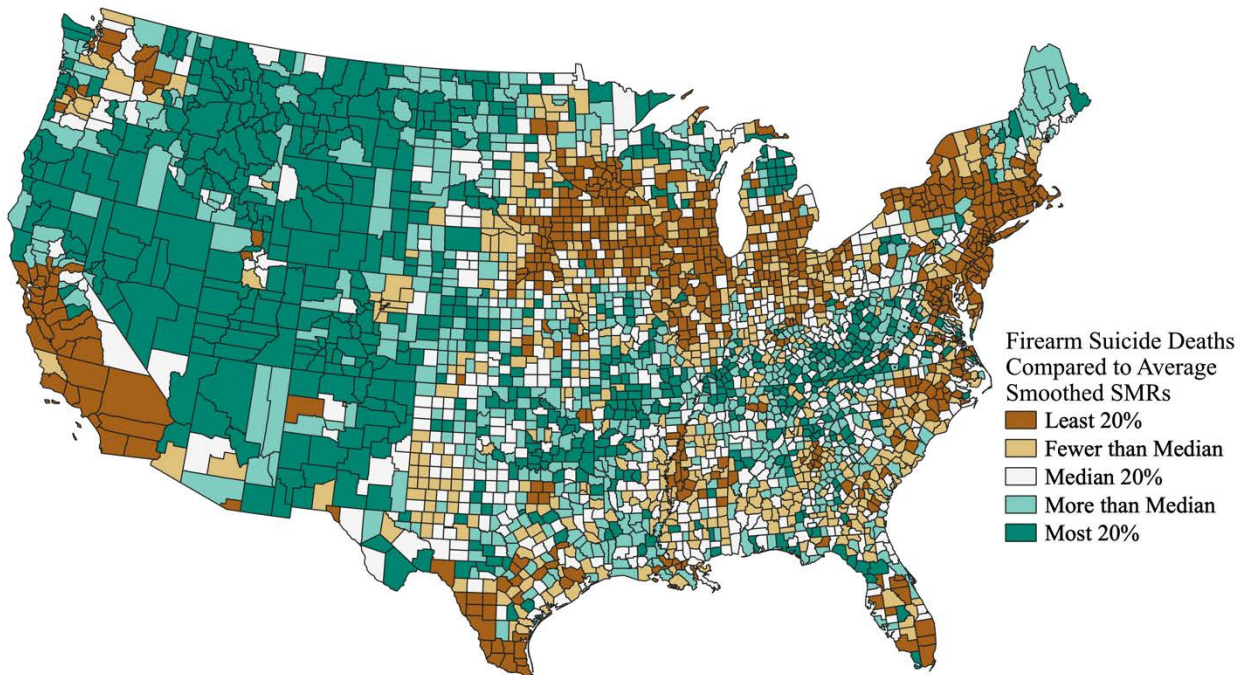 Firearm Suicide Deaths
Compared to Average
Smoothed SMRs
Least 20%
Fewer than Median
Median 20%
More than Median
Most 20%